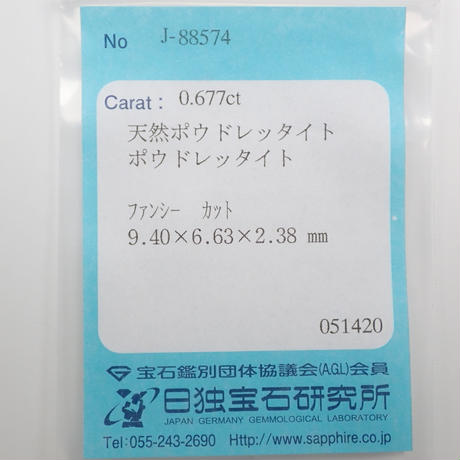 No J-88574
Carat : 0.677ct
天然ポウドレッタイト
ポウドレッタイト
ﾌｧﾝｼｰ ｶｯﾄ
9.40×6.63×2.38 mm
051420
宝石鑑別団体協議会(AGL)会員
日独宝石研究所
JAPAN GERMANY GEMMOLOGICAL LABORATORY
Tel:055-243-2690 Http://www.sapphire.co.jp